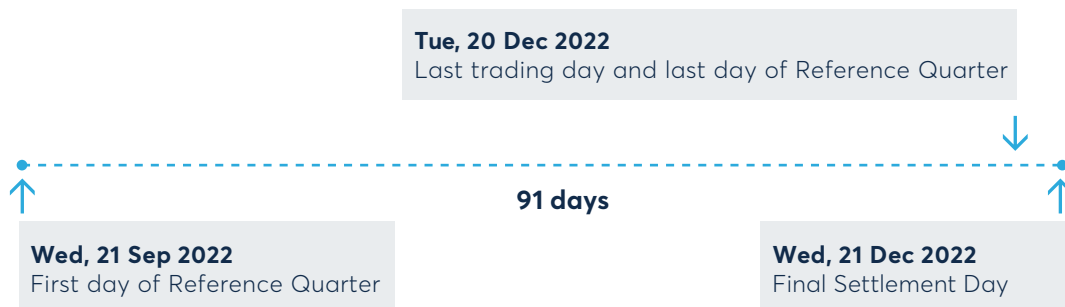 Tue, 20 Dec 2022
Last trading day and last day of Reference Quarter
91 days
Wed, 21 Sep 2022
First day of Reference Quarter
Wed, 21 Dec 2022
Final Settlement Day